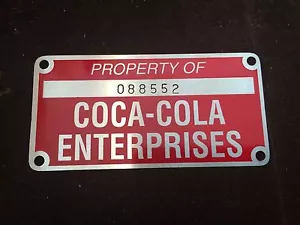 PROPERTY OF
088552
COCA-COLA
ENTERPRISES